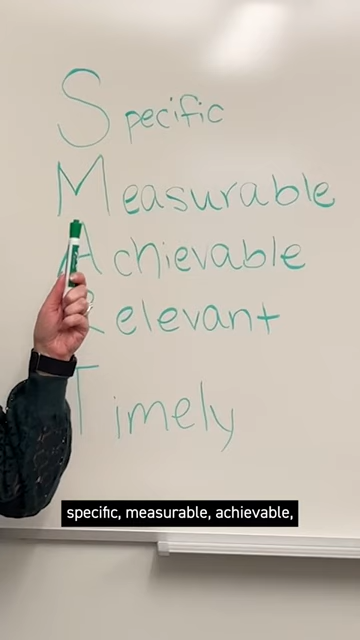 Specific
Measurable
Achievable
Relevant
Timely
specific, measurable, achievable,